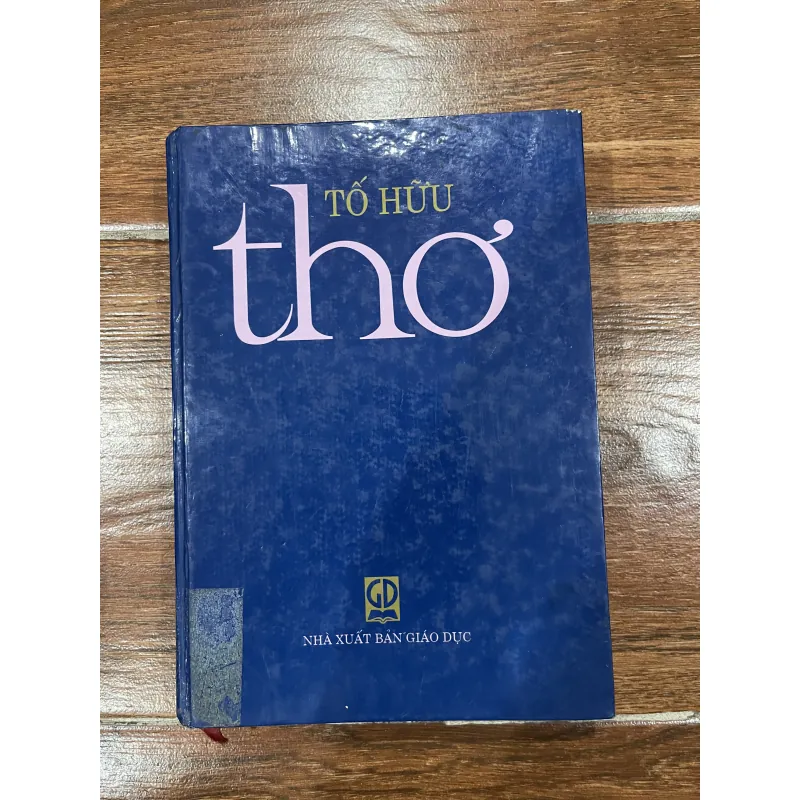 TỐ HỮU
thơ
GD
NHÀ XUẤT BẢN GIÁO DỤC